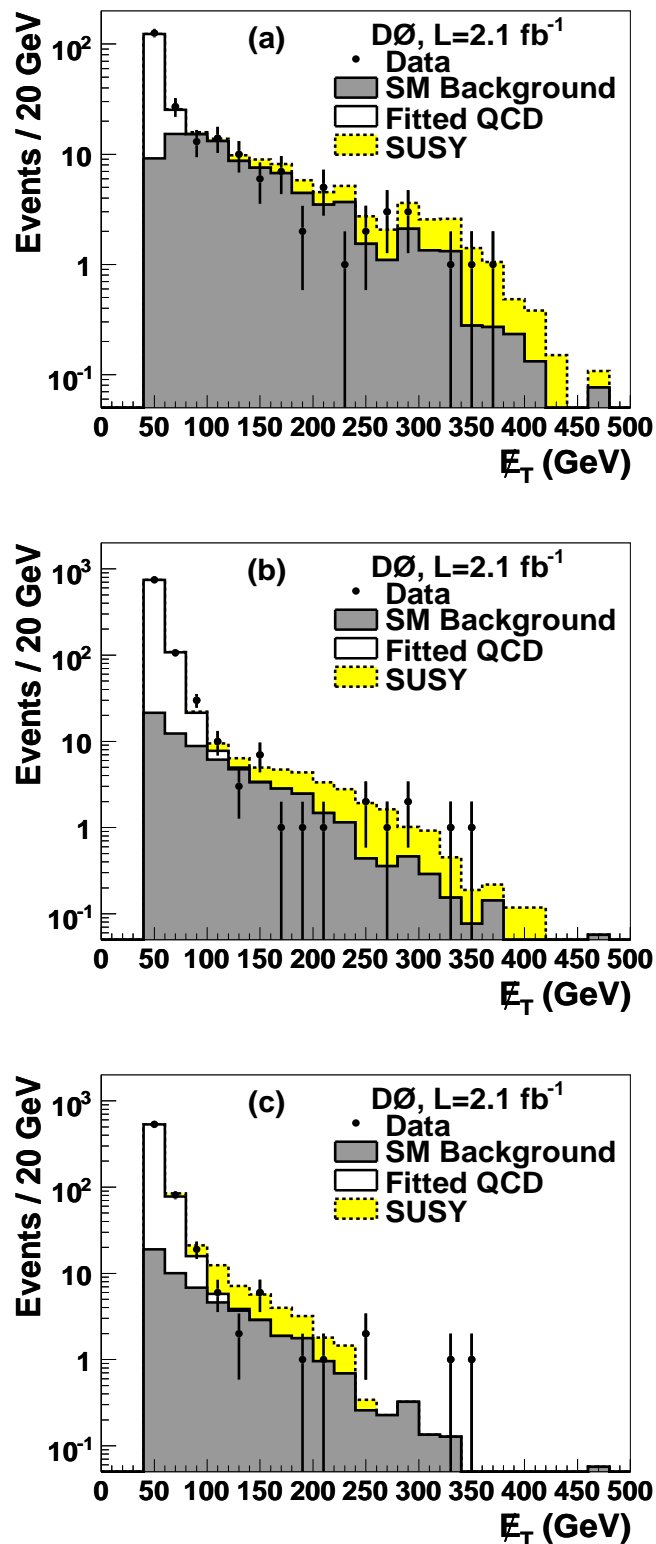 (a)
DØ, L=2.1 fb⁻¹
Data
SM Background
Fitted QCD
SUSY
Events / 20 GeV
10²
10
1
10⁻¹
0 50 100 150 200 250 300 350 400 450 500
E̸_T (GeV)
(b)
DØ, L=2.1 fb⁻¹
Data
SM Background
Fitted QCD
SUSY
Events / 20 GeV
10³
10²
10
1
10⁻¹
0 50 100 150 200 250 300 350 400 450 500
E̸_T (GeV)
(c)
DØ, L=2.1 fb⁻¹
Data
SM Background
Fitted QCD
SUSY
Events / 20 GeV
10³
10²
10
1
10⁻¹
0 50 100 150 200 250 300 350 400 450 500
E̸_T (GeV)